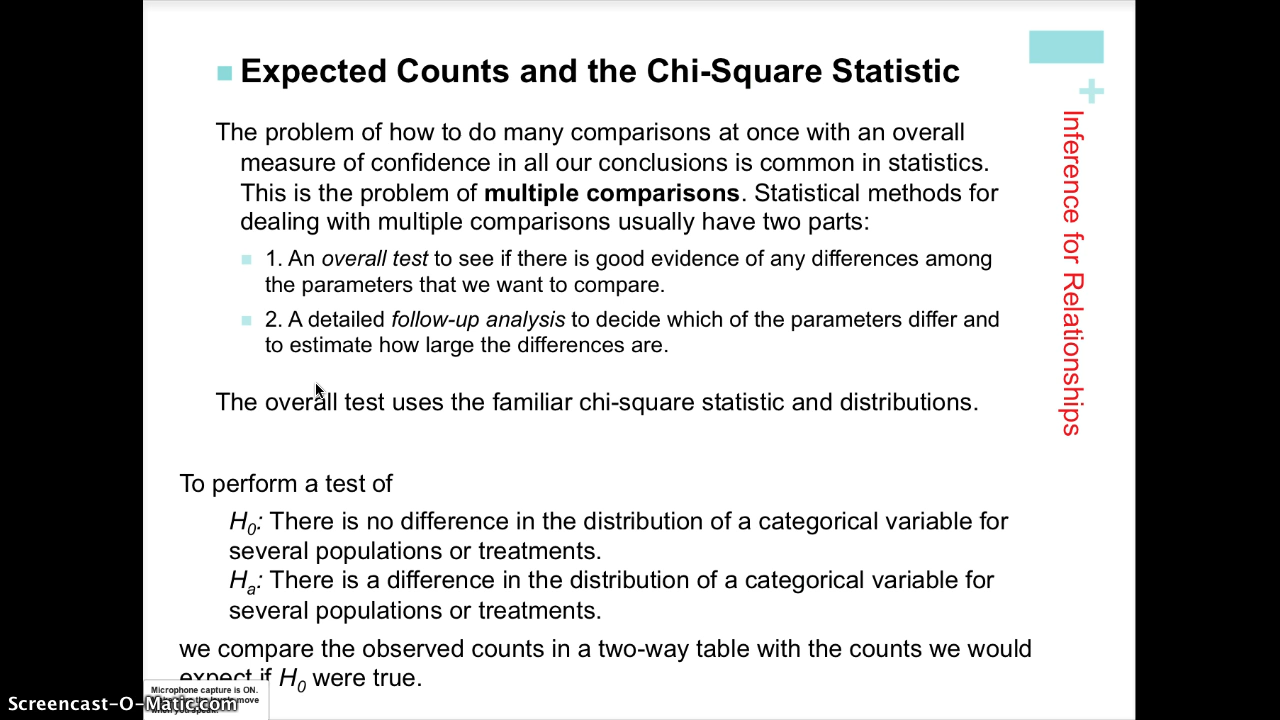 Expected Counts and the Chi-Square Statistic
The problem of how to do many comparisons at once with an overall
measure of confidence in all our conclusions is common in statistics.
This is the problem of multiple comparisons. Statistical methods for
dealing with multiple comparisons usually have two parts:
1. An overall test to see if there is good evidence of any differences among
the parameters that we want to compare.
2. A detailed follow-up analysis to decide which of the parameters differ and
to estimate how large the differences are.
The overall test uses the familiar chi-square statistic and distributions.
To perform a test of
H0: There is no difference in the distribution of a categorical variable for
several populations or treatments.
Ha: There is a difference in the distribution of a categorical variable for
several populations or treatments.
we compare the observed counts in a two-way table with the counts we would
expect if H0 were true.
+
Inference for Relationships
Microphone capture is ON.
move
Screencast-O-Matic.com